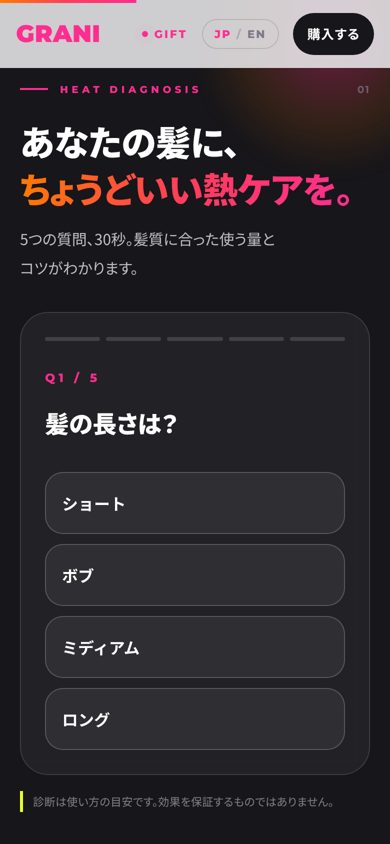 GRANI
GIFT
JP / EN
購入する
HEAT DIAGNOSIS
01
あなたの髪に、
ちょうどいい熱ケアを。
5つの質問、30秒。髪質に合った使う量と
コツがわかります。
Q1 / 5
髪の長さは？
ショート
ボブ
ミディアム
ロング
診断は使い方の目安です。効果を保証するものではありません。